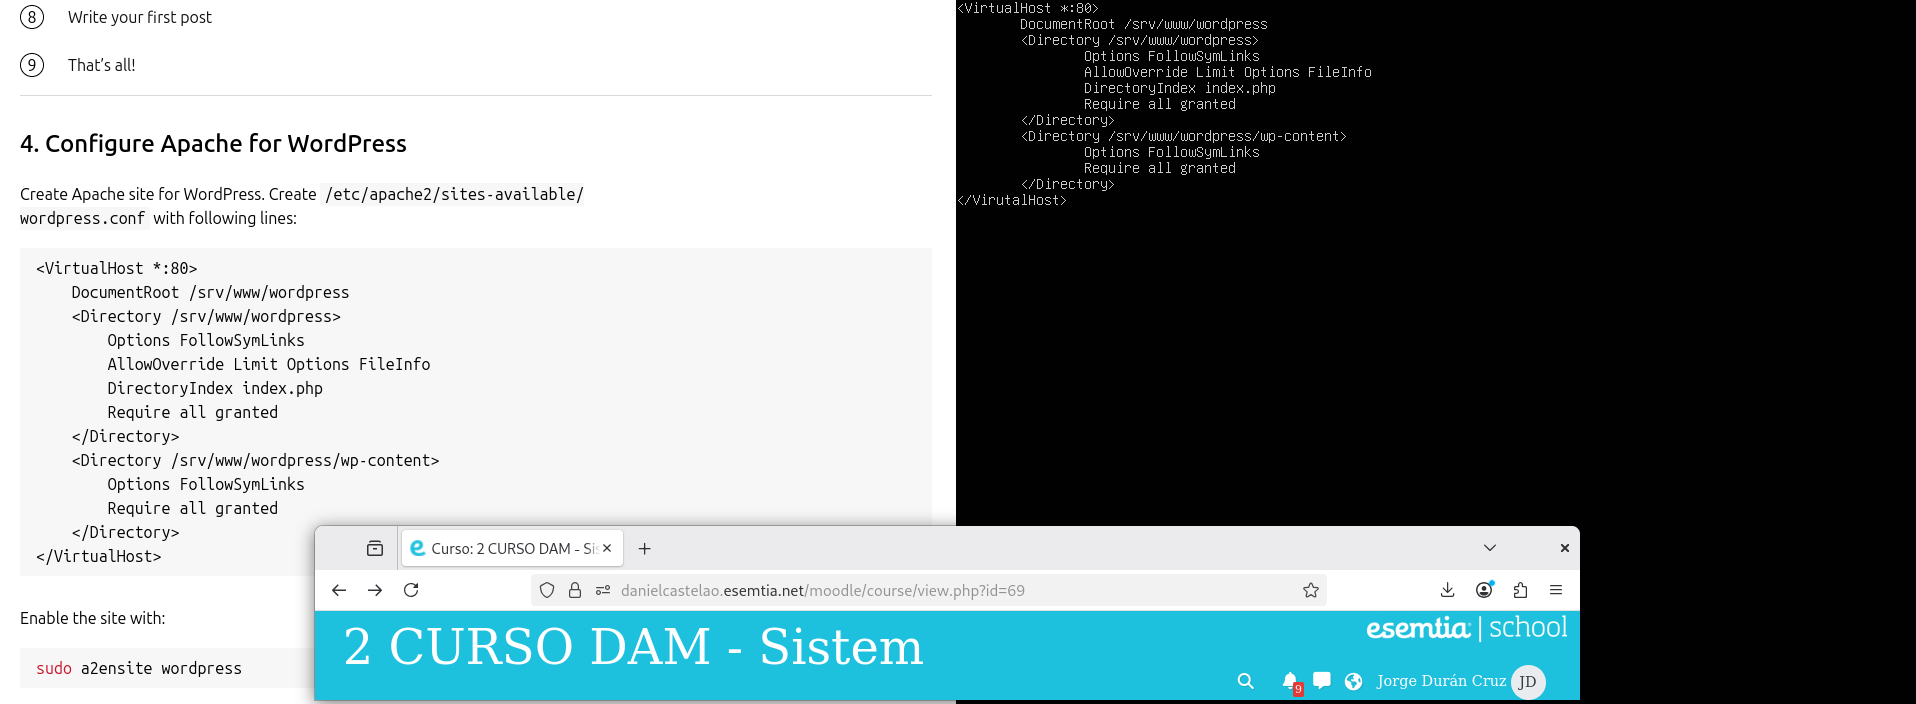 8 Write your first post
9 That’s all!
4. Configure Apache for WordPress
Create Apache site for WordPress. Create /etc/apache2/sites-available/
wordpress.conf with following lines:
<VirtualHost *:80>
    DocumentRoot /srv/www/wordpress
    <Directory /srv/www/wordpress>
        Options FollowSymLinks
        AllowOverride Limit Options FileInfo
        DirectoryIndex index.php
        Require all granted
    </Directory>
    <Directory /srv/www/wordpress/wp-content>
        Options FollowSymLinks
        Require all granted
    </Directory>
</VirtualHost>
Enable the site with:
sudo a2ensite wordpress
<VirtualHost *:80>
        DocumentRoot /srv/www/wordpress
        <Directory /srv/www/wordpress>
                Options FollowSymLinks
                AllowOverride Limit Options FileInfo
                DirectoryIndex index.php
                Require all granted
        </Directory>
        <Directory /srv/www/wordpress/wp-content>
                Options FollowSymLinks
                Require all granted
        </Directory>
</VirutalHost>
Curso: 2 CURSO DAM - Sis
danielcastelao.esemtia.net/moodle/course/view.php?id=69
2 CURSO DAM - Sistem
esemtia | school
9
Jorge Durán Cruz JD